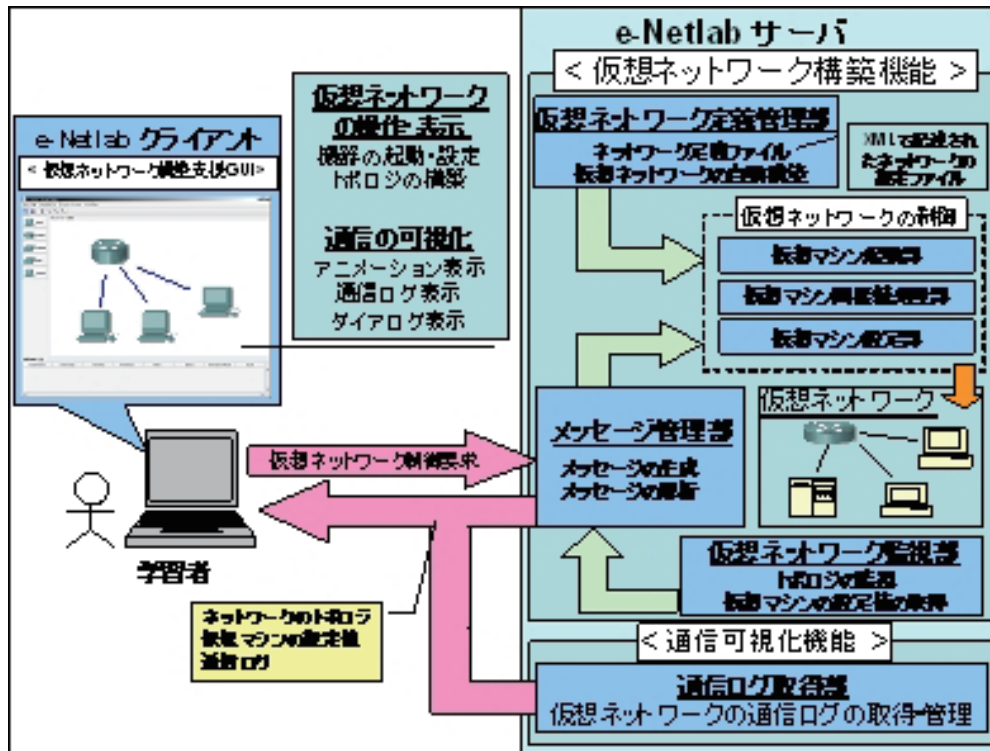 e-Netlab サーバ
< 仮想ネットワーク構築機能 >
仮想ネットワーク定義管理部
ネットワーク定義ファイル
仮想ネットワークの自動構築
XMLで記述され
たネットワークの
設定ファイル
仮想ネットワークの制御
仮想マシン起動部
仮想マシン設定部
仮想ネットワーク
の操作・表示
機器の起動・設定
トポロジの構築
通信の可視化
アニメーション表示
通信ログ表示
ダイアログ表示
e-Netlab クライアント
< 仮想ネットワーク構築支援GUI>
仮想ネットワーク制御要求
メッセージ管理部
メッセージの生成
メッセージの解析
仮想ネットワーク
学習者
仮想ネットワーク監視部
トポロジの監視
仮想マシンの設定値の取得
ネットワークのトポロジ
仮想マシンの設定値
通信ログ
< 通信可視化機能 >
通信ログ取得部
仮想ネットワークの通信ログの取得・管理